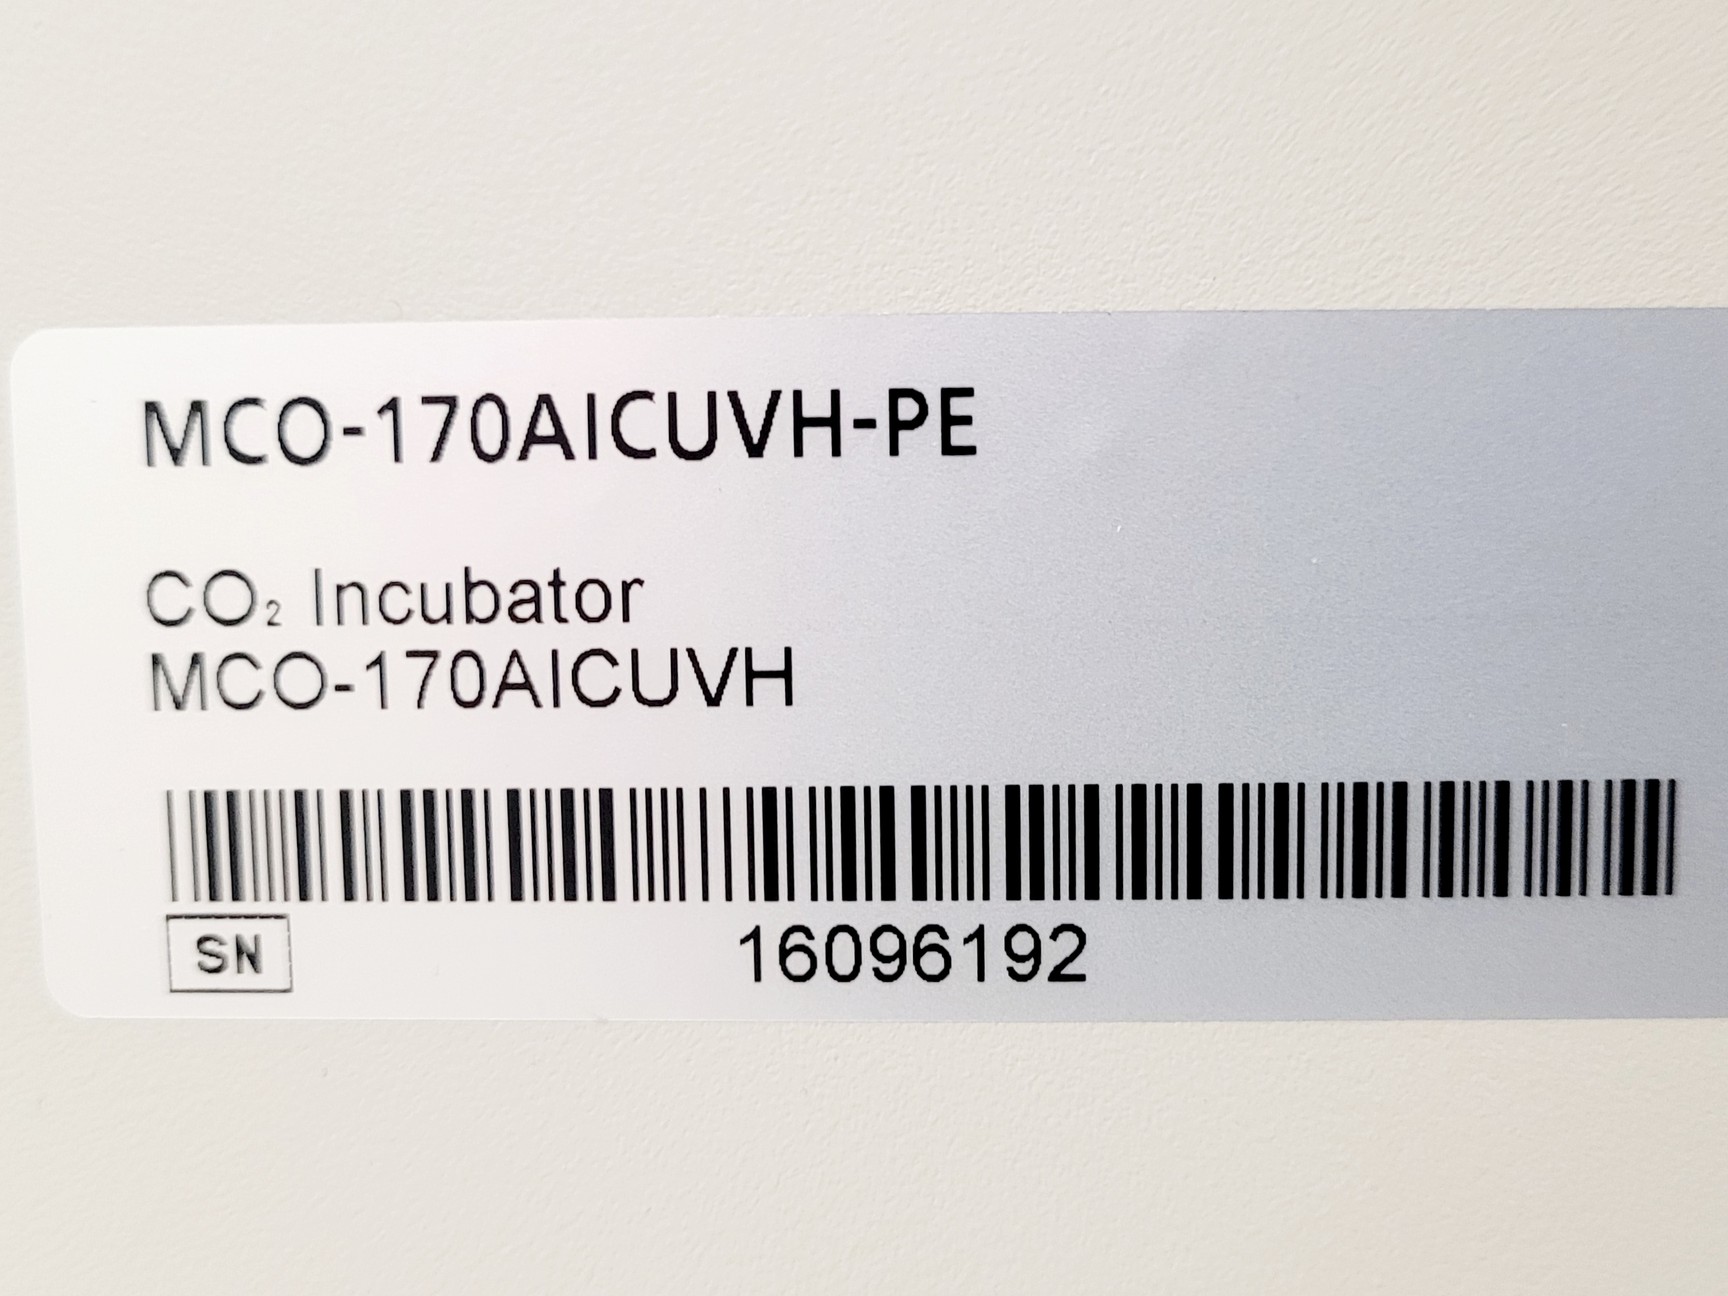 MCO-170AICUVH-PE
CO₂ Incubator
MCO-170AICUVH
SN 16096192